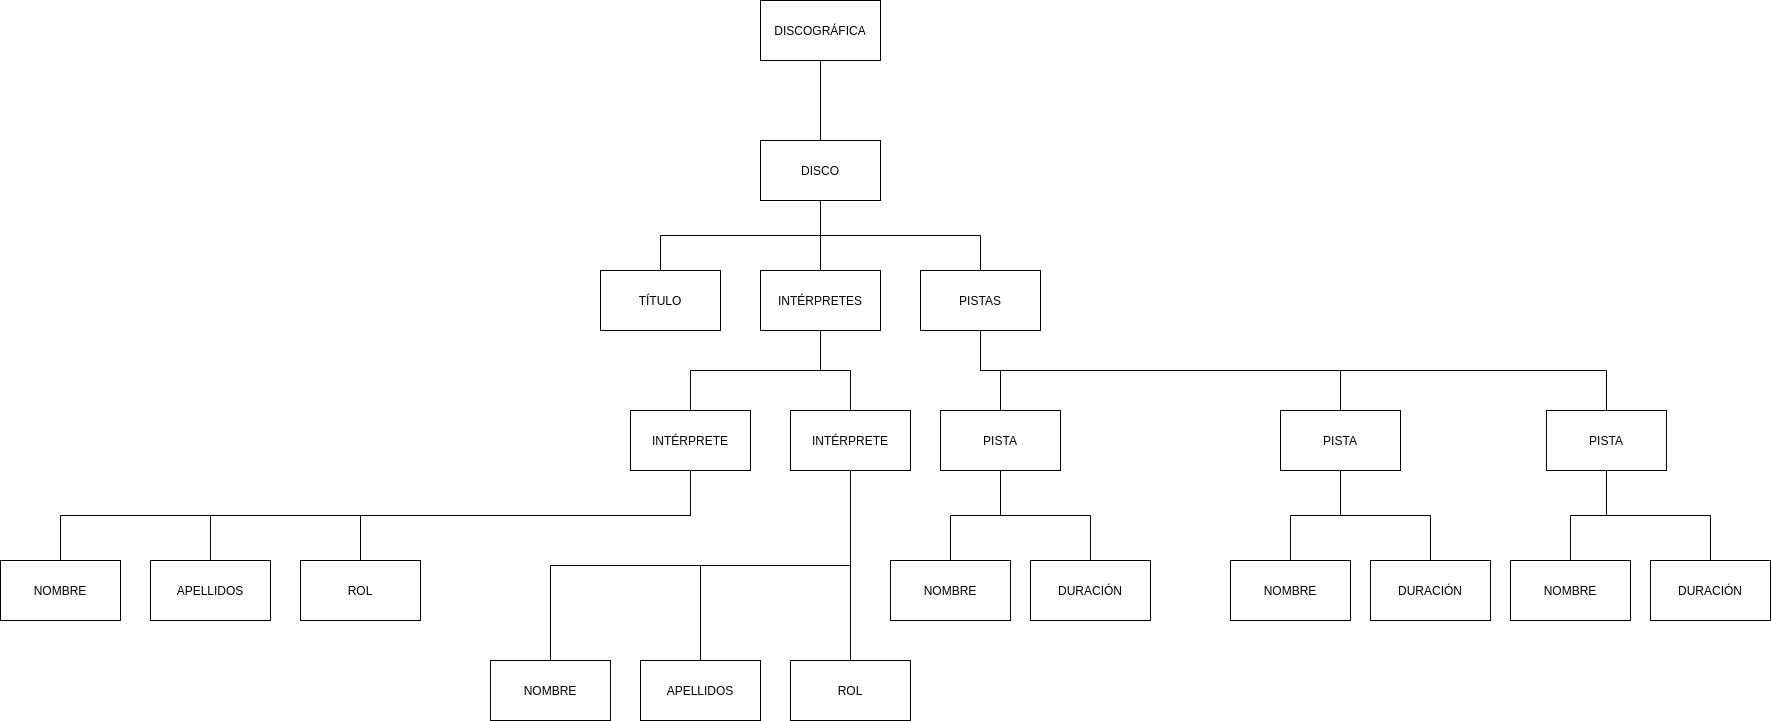 DISCOGRÁFICA
DISCO
TÍTULO
INTÉRPRETES
PISTAS
INTÉRPRETE
INTÉRPRETE
PISTA
PISTA
PISTA
NOMBRE
APELLIDOS
ROL
NOMBRE
DURACIÓN
NOMBRE
DURACIÓN
NOMBRE
DURACIÓN
NOMBRE
APELLIDOS
ROL